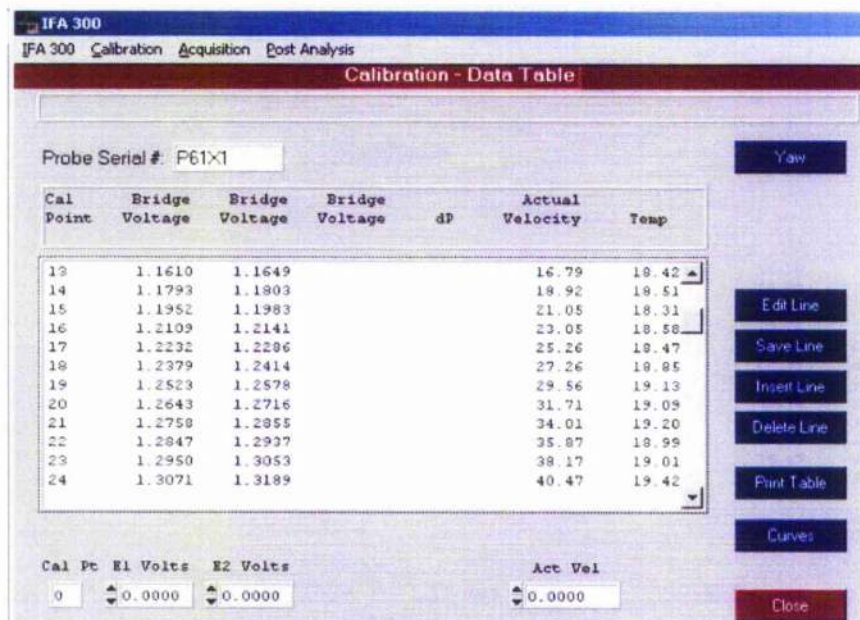 IFA 300
IFA 300 Calibration Acquisition Post Analysis
Calibration - Data Table
Probe Serial #: P61X1
Yaw
Cal Point Bridge Voltage Bridge Voltage Bridge Voltage dP Actual Velocity Temp
13 1.1610 1.1649 16.79 18.42
14 1.1793 1.1803 18.92 18.51
15 1.1952 1.1983 21.05 18.31
16 1.2109 1.2141 23.05 18.58
17 1.2232 1.2286 25.26 18.47
18 1.2379 1.2414 27.26 18.85
19 1.2523 1.2578 29.56 19.13
20 1.2643 1.2716 31.71 19.09
21 1.2758 1.2855 34.01 19.20
22 1.2847 1.2937 35.87 18.99
23 1.2950 1.3053 38.17 19.01
24 1.3071 1.3189 40.47 19.42
Edit Line
Save Line
Insert Line
Delete Line
Print Table
Curves
Cal Pt E1 Volts E2 Volts Act Vel
0 0.0000 0.0000 0.0000
Close